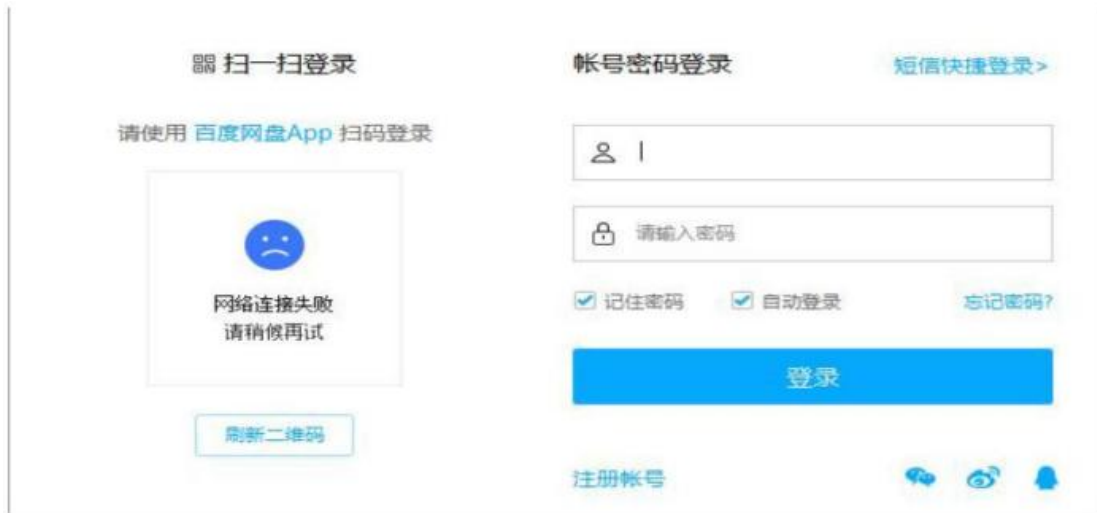 扫一扫登录
请使用 百度网盘App 扫码登录
网络连接失败
请稍候再试
刷新二维码
帐号密码登录
短信快捷登录>
请输入密码
记住密码
自动登录
忘记密码?
登录
注册帐号